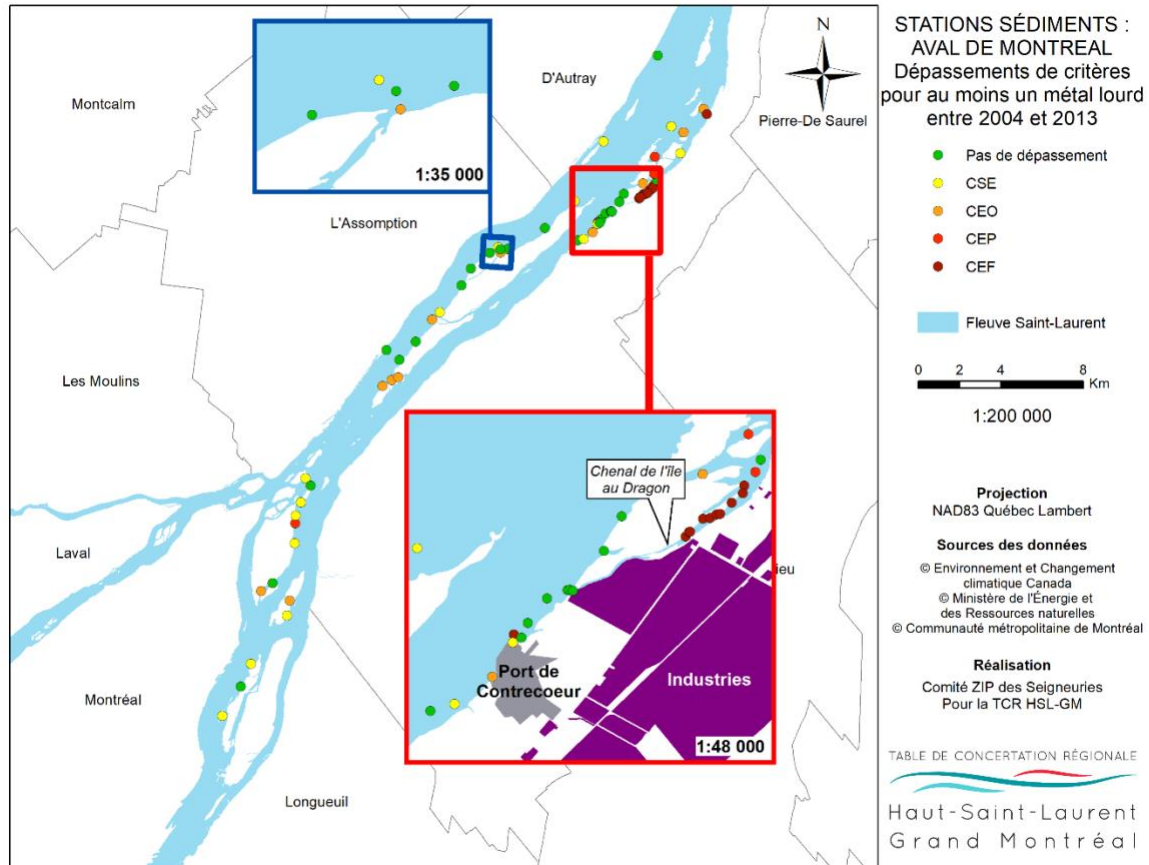 Montcalm
D'Autray
N
Pierre-De Saurel
1:35 000
L'Assomption
Les Moulins
Laval
Montréal
Longueuil
Chenal de l'île
au Dragon
ieu
Port de
Contrecoeur
Industries
1:48 000
STATIONS SÉDIMENTS :
AVAL DE MONTREAL
Dépassements de critères
pour au moins un métal lourd
entre 2004 et 2013
Pas de dépassement
CSE
CEO
CEP
CEF
Fleuve Saint-Laurent
0 2 4 8
Km
1:200 000
Projection
NAD83 Québec Lambert
Sources des données
© Environnement et Changement
climatique Canada
© Ministère de l'Énergie et
des Ressources naturelles
© Communauté métropolitaine de Montréal
Réalisation
Comité ZIP des Seigneuries
Pour la TCR HSL-GM
TABLE DE CONCERTATION RÉGIONALE
Haut-Saint-Laurent
Grand Montréal